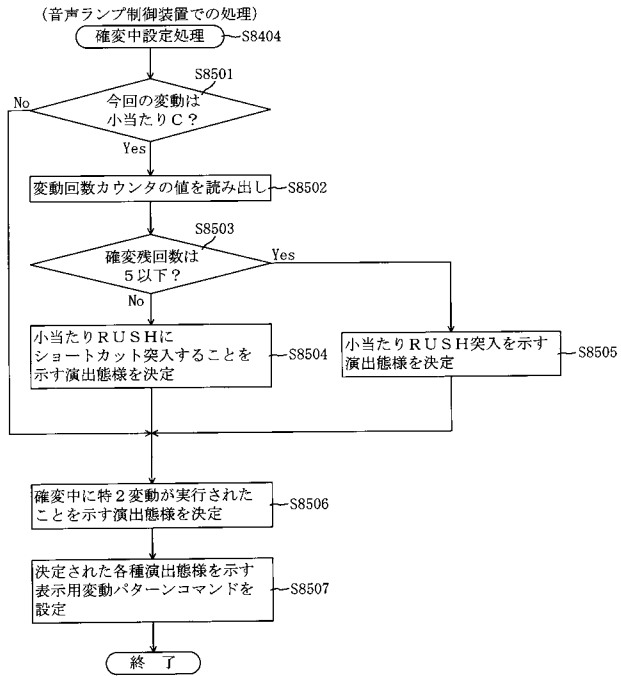 （音声ランプ制御装置での処理）
確変中設定処理
S8404
S8501
No
今回の変動は
小当たりＣ？
Yes
変動回数カウンタの値を読み出し
S8502
S8503
確変残回数は
５以下？
Yes
No
小当たりＲＵＳＨに
ショートカット突入することを
示す演出態様を決定
S8504
小当たりＲＵＳＨ突入を示す
演出態様を決定
S8505
確変中に特２変動が実行された
ことを示す演出態様を決定
S8506
決定された各種演出態様を示す
表示用変動パターンコマンドを
設定
S8507
終　了